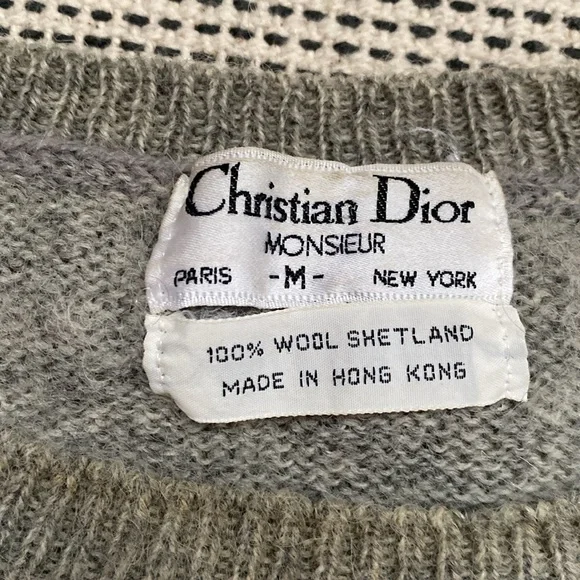 Christian Dior
MONSIEUR
PARIS -M- NEW YORK
100% WOOL SHETLAND
MADE IN HONG KONG